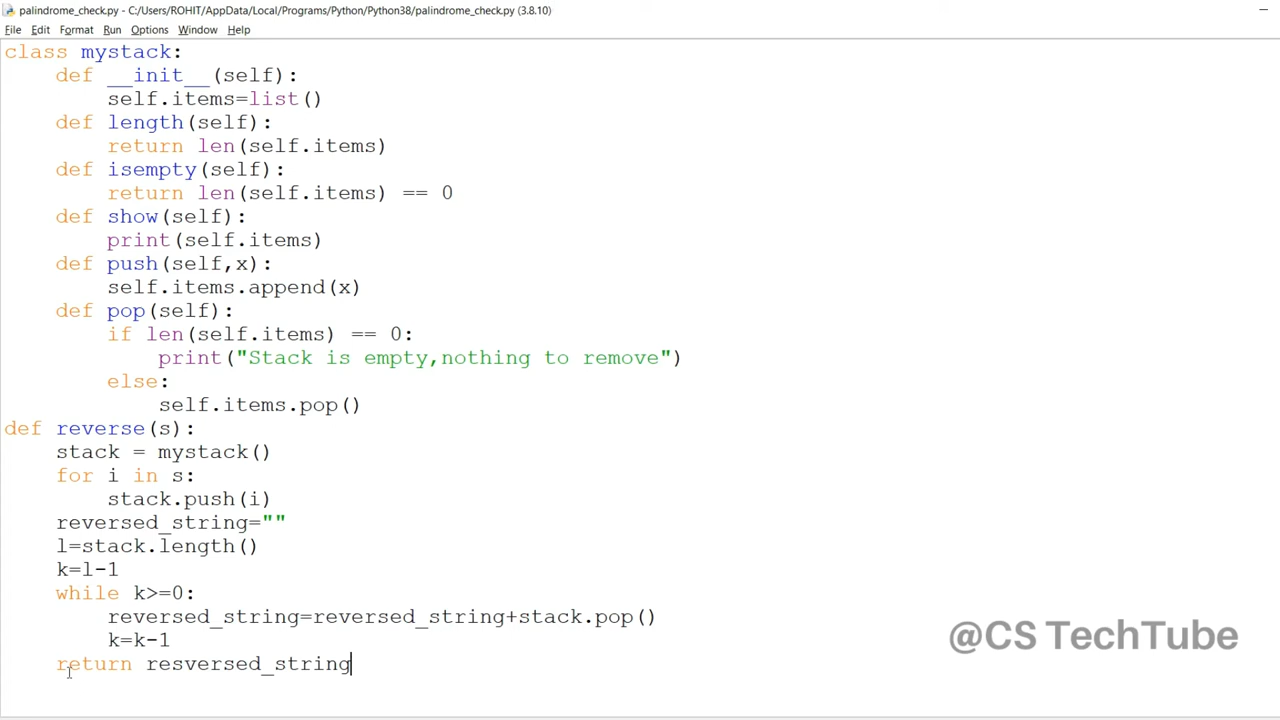 palindrome_check.py - C:/Users/ROHIT/AppData/Local/Programs/Python/Python38/palindrome_check.py (3.8.10)
File Edit Format Run Options Window Help
class mystack:
    def __init__(self):
        self.items=list()
    def length(self):
        return len(self.items)
    def isempty(self):
        return len(self.items) == 0
    def show(self):
        print(self.items)
    def push(self,x):
        self.items.append(x)
    def pop(self):
        if len(self.items) == 0:
            print("Stack is empty,nothing to remove")
        else:
            self.items.pop()
def reverse(s):
    stack = mystack()
    for i in s:
        stack.push(i)
    reversed_string=""
    l=stack.length()
    k=l-1
    while k>=0:
        reversed_string=reversed_string+stack.pop()
        k=k-1
    return resversed_string
@CS TechTube